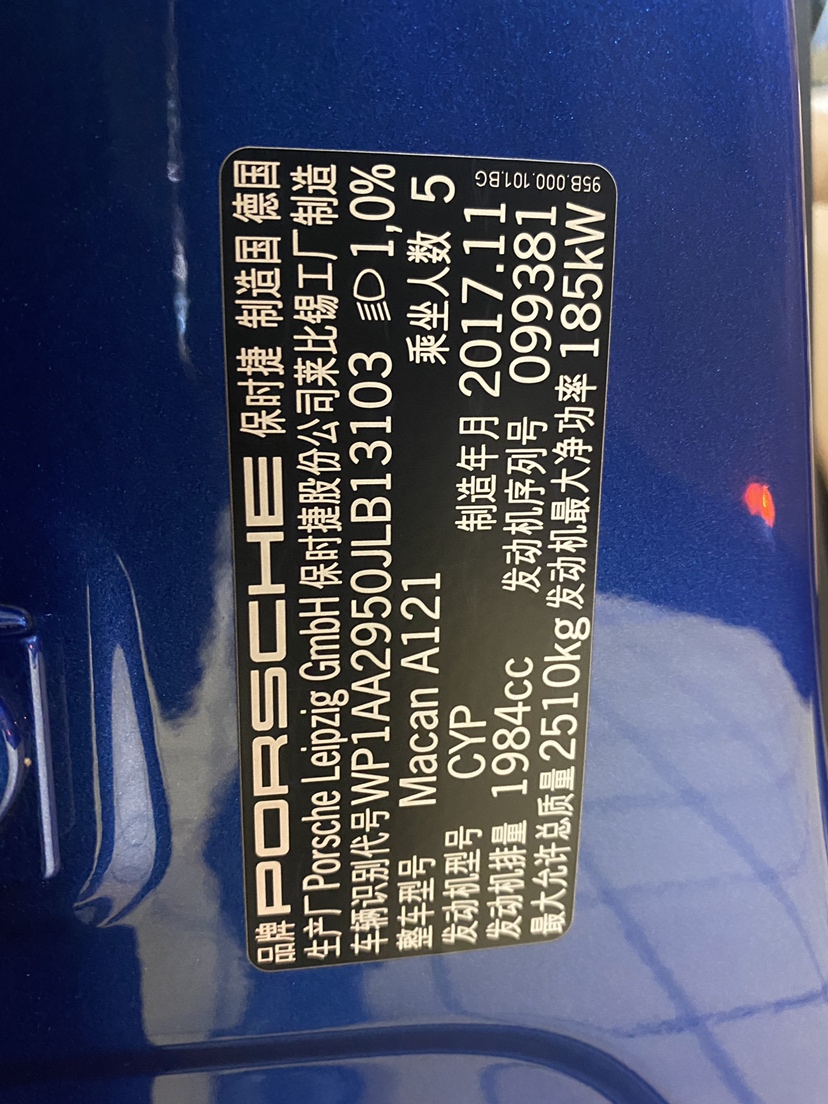 品牌 PORSCHE 保时捷 制造国 德国
生产厂 Porsche Leipzig GmbH 保时捷股份公司莱比锡工厂制造
车辆识别代号 WP1AA2950JLB13103 1,0%
整车型号 Macan A121 乘坐人数 5
发动机型号 CYP 制造年月 2017.11
发动机排量 1984cc 发动机序列号 099381
最大允许总质量 2510kg 发动机最大净功率 185kW
95B.000.101.BG